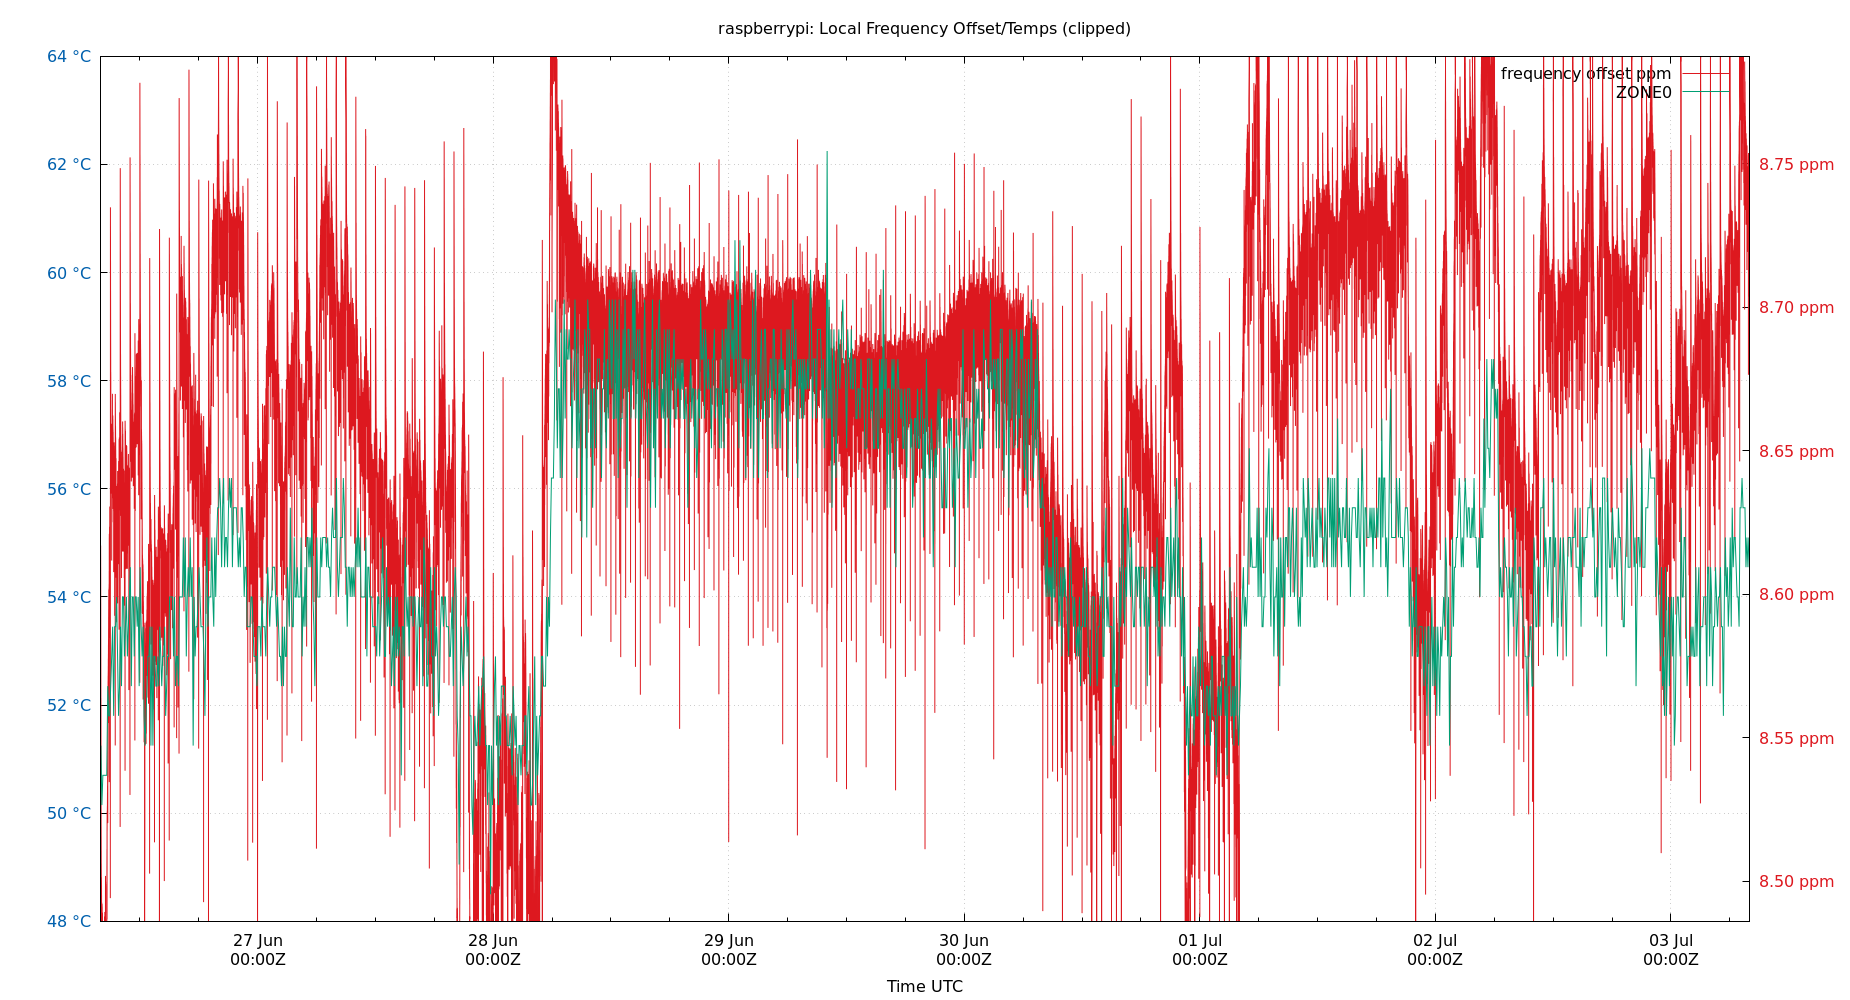 raspberrypi: Local Frequency Offset/Temps (clipped)
64 °C
62 °C
60 °C
58 °C
56 °C
54 °C
52 °C
50 °C
48 °C
frequency offset ppm
ZONE0
8.75 ppm
8.70 ppm
8.65 ppm
8.60 ppm
8.55 ppm
8.50 ppm
27 Jun
00:00Z
28 Jun
00:00Z
29 Jun
00:00Z
30 Jun
00:00Z
01 Jul
00:00Z
02 Jul
00:00Z
03 Jul
00:00Z
Time UTC